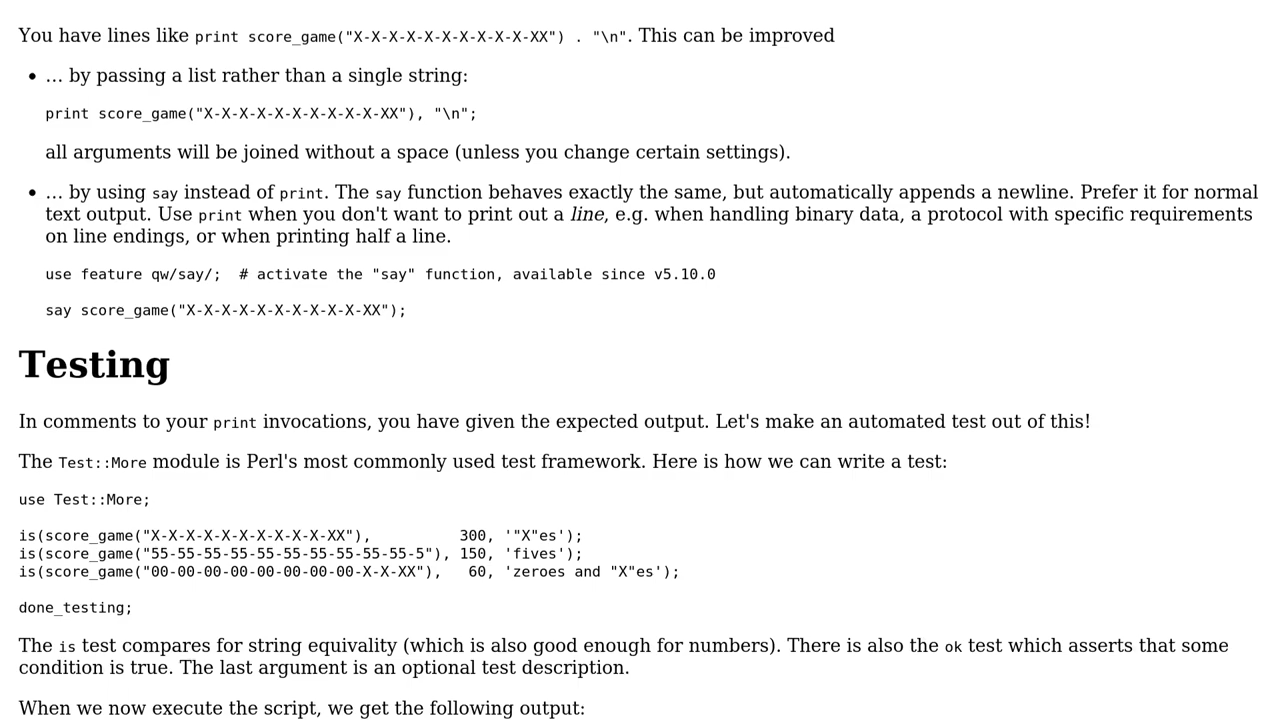 You have lines like print score_game("X-X-X-X-X-X-X-X-X-X-XX") . "\n". This can be improved
• … by passing a list rather than a single string:
print score_game("X-X-X-X-X-X-X-X-X-X-XX"), "\n";
all arguments will be joined without a space (unless you change certain settings).
• … by using say instead of print. The say function behaves exactly the same, but automatically appends a newline. Prefer it for normal
text output. Use print when you don't want to print out a line, e.g. when handling binary data, a protocol with specific requirements
on line endings, or when printing half a line.
use feature qw/say/;  # activate the "say" function, available since v5.10.0
say score_game("X-X-X-X-X-X-X-X-X-X-XX");
Testing
In comments to your print invocations, you have given the expected output. Let's make an automated test out of this!
The Test::More module is Perl's most commonly used test framework. Here is how we can write a test:
use Test::More;
is(score_game("X-X-X-X-X-X-X-X-X-X-XX"),          300, '"X"es');
is(score_game("55-55-55-55-55-55-55-55-55-55-5"), 150, 'fives');
is(score_game("00-00-00-00-00-00-00-00-X-X-XX"),   60, 'zeroes and "X"es');
done_testing;
The is test compares for string equivality (which is also good enough for numbers). There is also the ok test which asserts that some
condition is true. The last argument is an optional test description.
When we now execute the script, we get the following output: